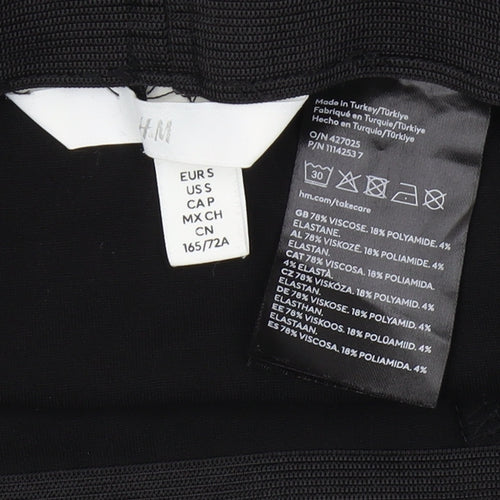 H.M
EUR S
US S
CA P
MX CH
CN
165/72A
Made in Turkey/Türkiye
Fabriqué en Turquie/Türkiye
Hecho en Turquía/Türkiye
O/N 427025
P/N 1114253 7
30
hm.com/takecare
GB 78% VISCOSE. 18% POLYAMIDE. 4%
ELASTANE.
AL 78% VISKOZË. 18% POLIAMID. 4%
ELASTAN.
CAT 78% VISCOSA. 18% POLIAMIDA.
4% ELASTÀ.
CZ 78% VISKÓZA. 18% POLYAMID. 4%
ELASTAN.
DE 78% VISKOSE. 18% POLYAMID. 4%
ELASTHAN.
EE 78% VISKOOS. 18% POLÜAMIID. 4%
ELASTAAN.
ES 78% VISCOSA. 18% POLIAMIDA. 4%